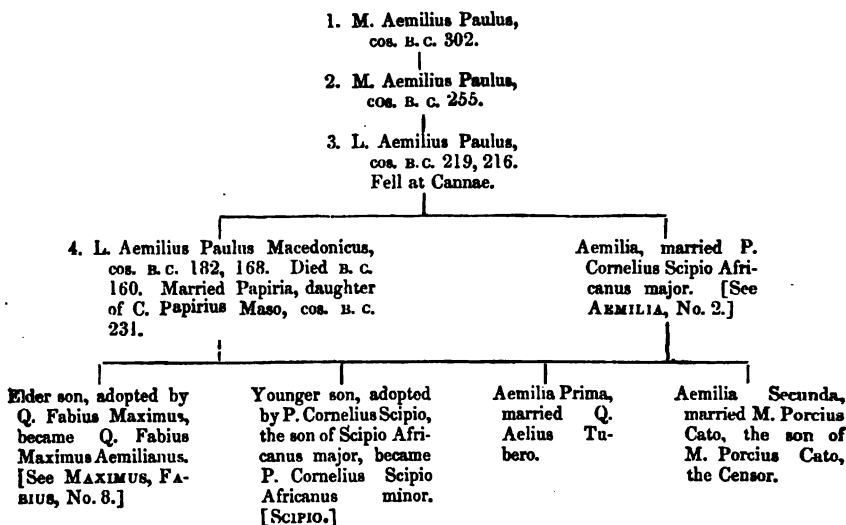 1. M. Aemilius Paulus,
cos. B. C. 302.
2. M. Aemilius Paulus,
cos. B. C. 255.
3. L. Aemilius Paulus,
cos. B.C. 219, 216.
Fell at Cannae.
4. L. Aemilius Paulus Macedonicus,
cos. B. C. 182, 168. Died B. C.
160. Married Papiria, daughter
of C. Papirius Maso, cos. B. C.
231.
Aemilia, married P.
Cornelius Scipio Afri-
canus major. [See
AEMILIA, No. 2.]
Elder son, adopted by
Q. Fabius Maximus,
became Q. Fabius
Maximus Aemilianus.
[See MAXIMUS, FA-
BIUS, No. 8.]
Younger son, adopted
by P. Cornelius Scipio,
the son of Scipio Afri-
canus major, became
P. Cornelius Scipio
Africanus minor.
[SCIPIO.]
Aemilia Prima,
married Q.
Aelius Tu-
bero.
Aemilia Secunda,
married M. Porcius
Cato, the son of
M. Porcius Cato,
the Censor.